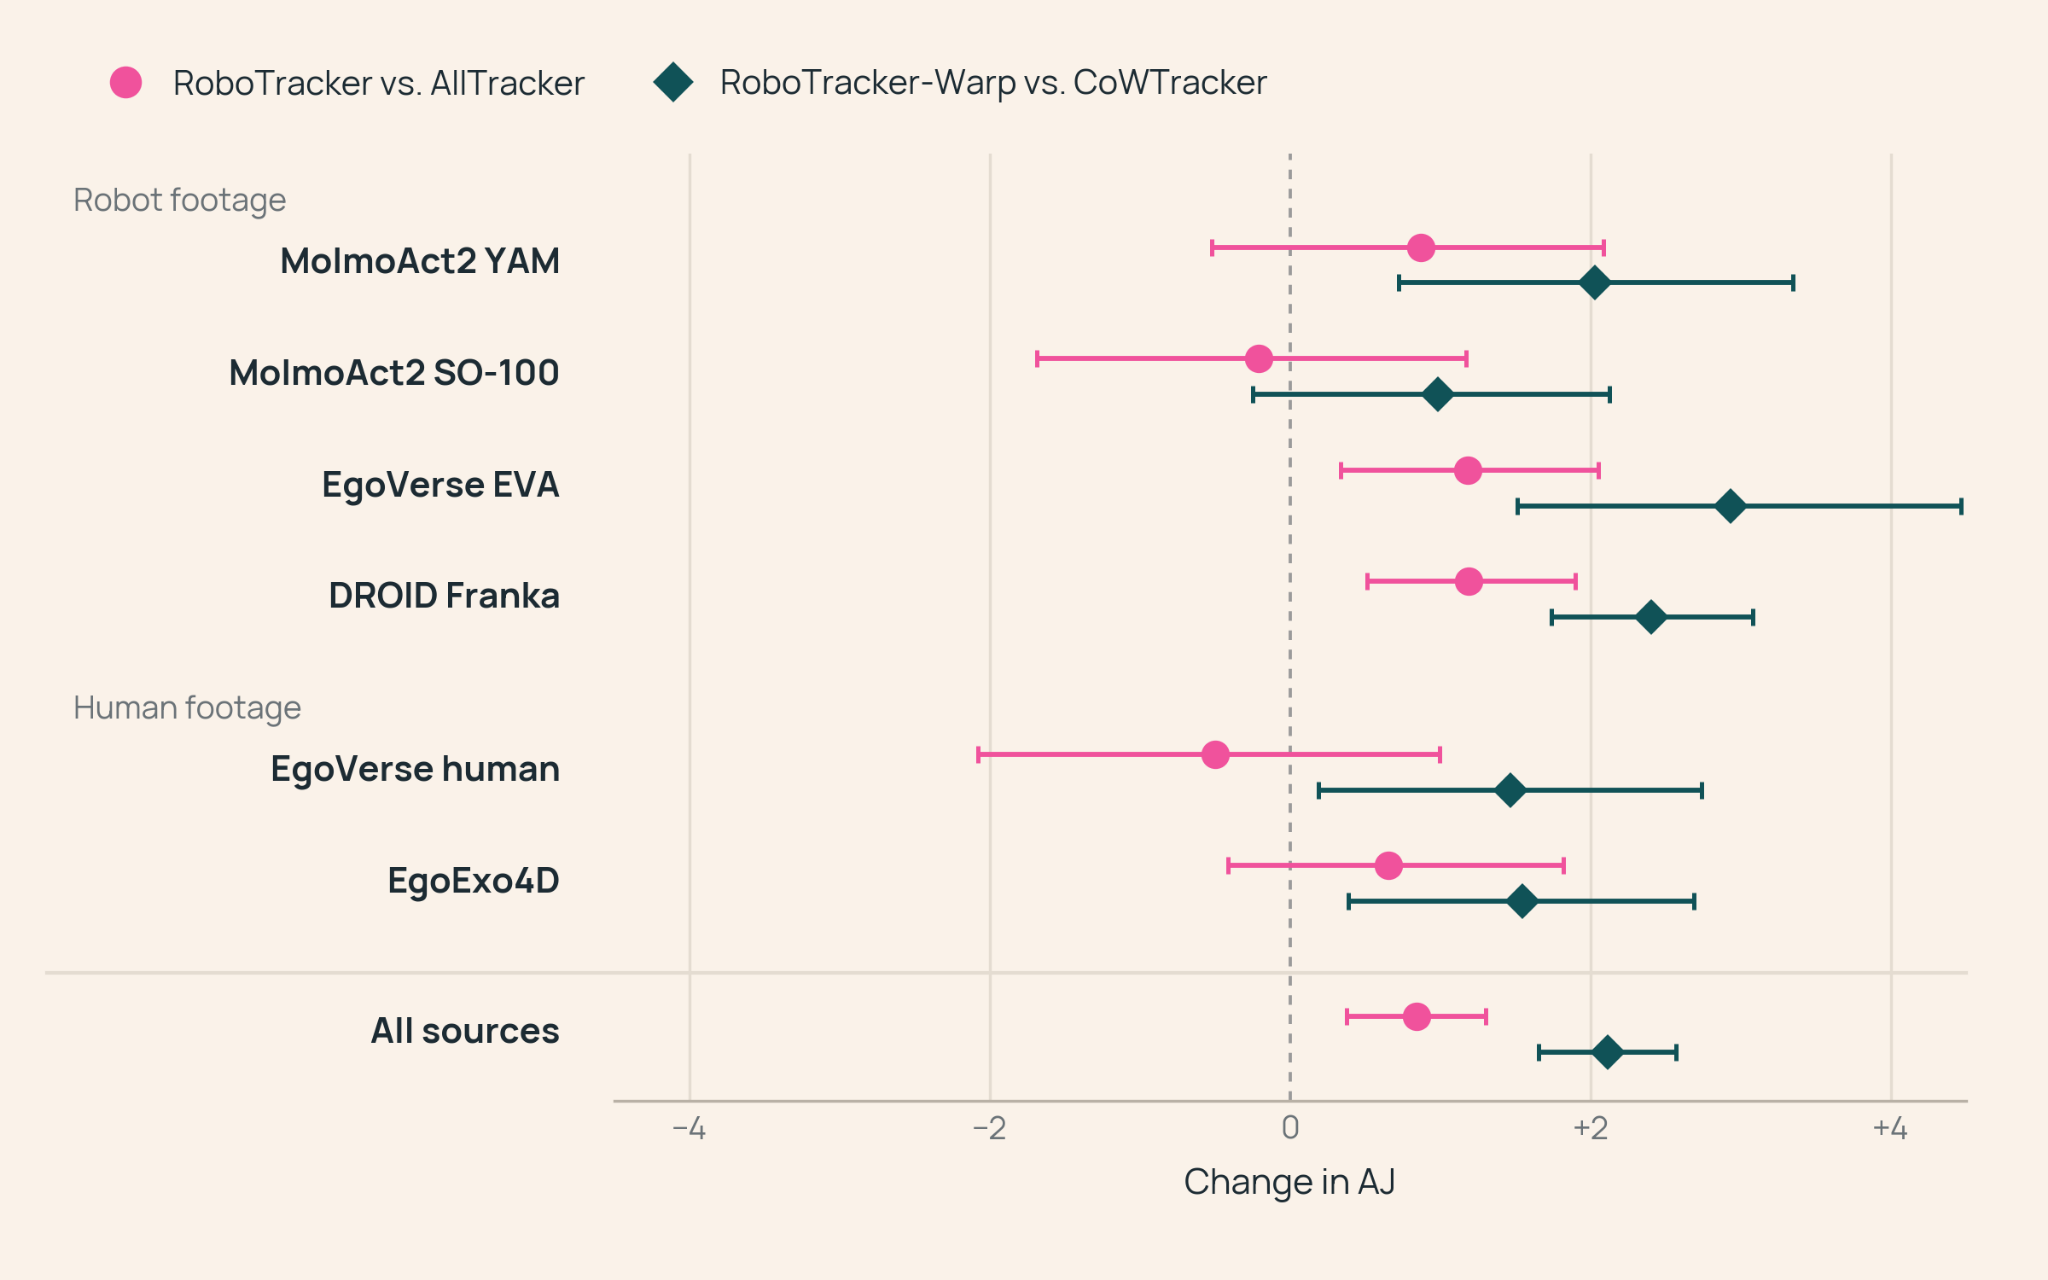 RoboTracker vs. AllTracker
RoboTracker-Warp vs. CoWTracker
Robot footage
MolmoAct2 YAM
MolmoAct2 SO-100
EgoVerse EVA
DROID Franka
Human footage
EgoVerse human
EgoExo4D
All sources
−4
−2
0
+2
+4
Change in AJ